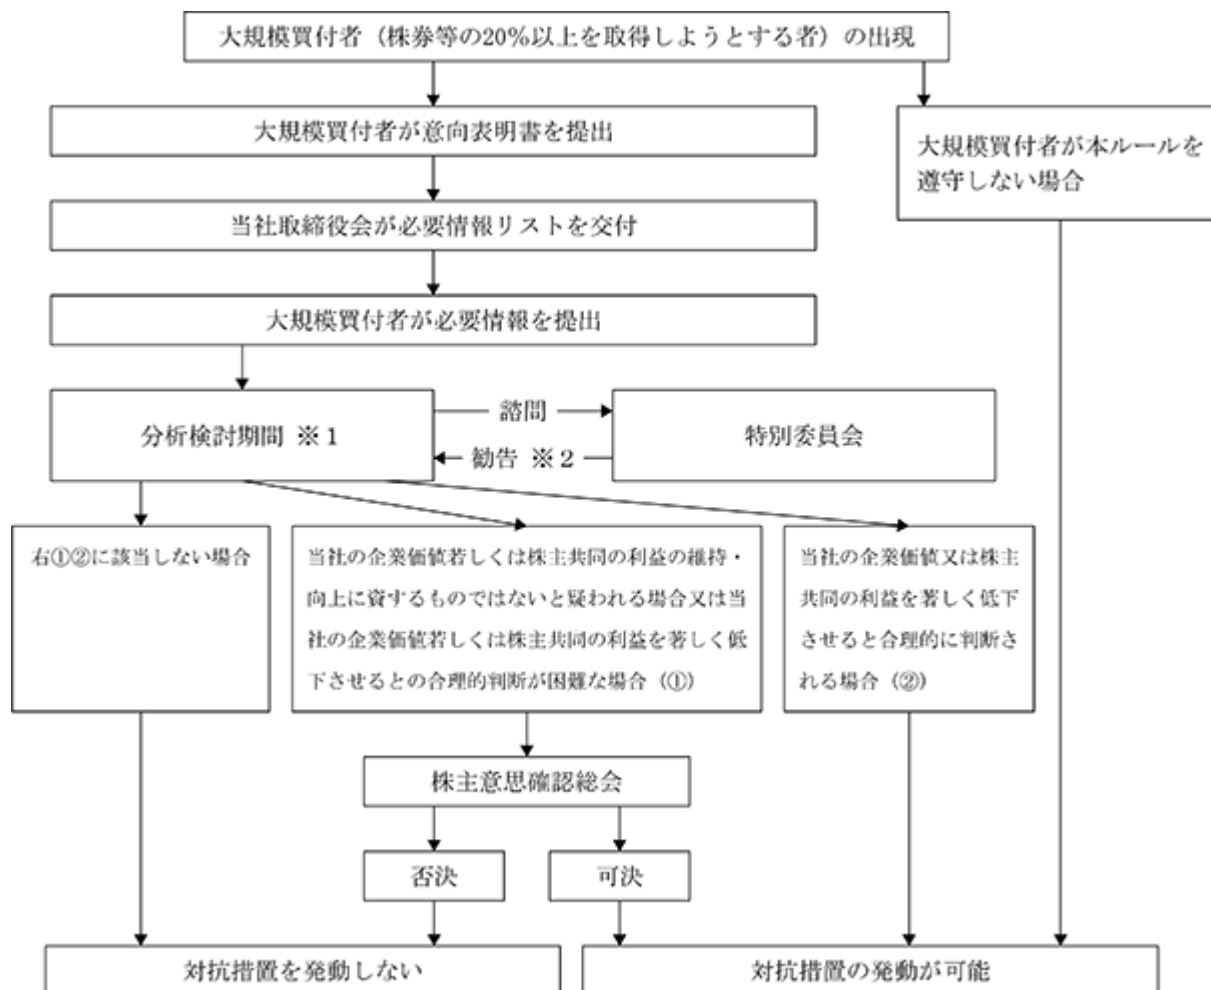 大規模買付者（株券等の20％以上を取得しようとする者）の出現
大規模買付者が意向表明書を提出
大規模買付者が本ルールを
遵守しない場合
当社取締役会が必要情報リストを交付
大規模買付者が必要情報を提出
分析検討期間 ※１
諮問
勧告 ※２
特別委員会
右①②に該当しない場合
当社の企業価値若しくは株主共同の利益の維持・
向上に資するものではないと疑われる場合又は当
社の企業価値若しくは株主共同の利益を著しく低
下させるとの合理的判断が困難な場合（①）
当社の企業価値又は株主
共同の利益を著しく低下
させると合理的に判断さ
れる場合（②）
株主意思確認総会
否決
可決
対抗措置を発動しない
対抗措置の発動が可能